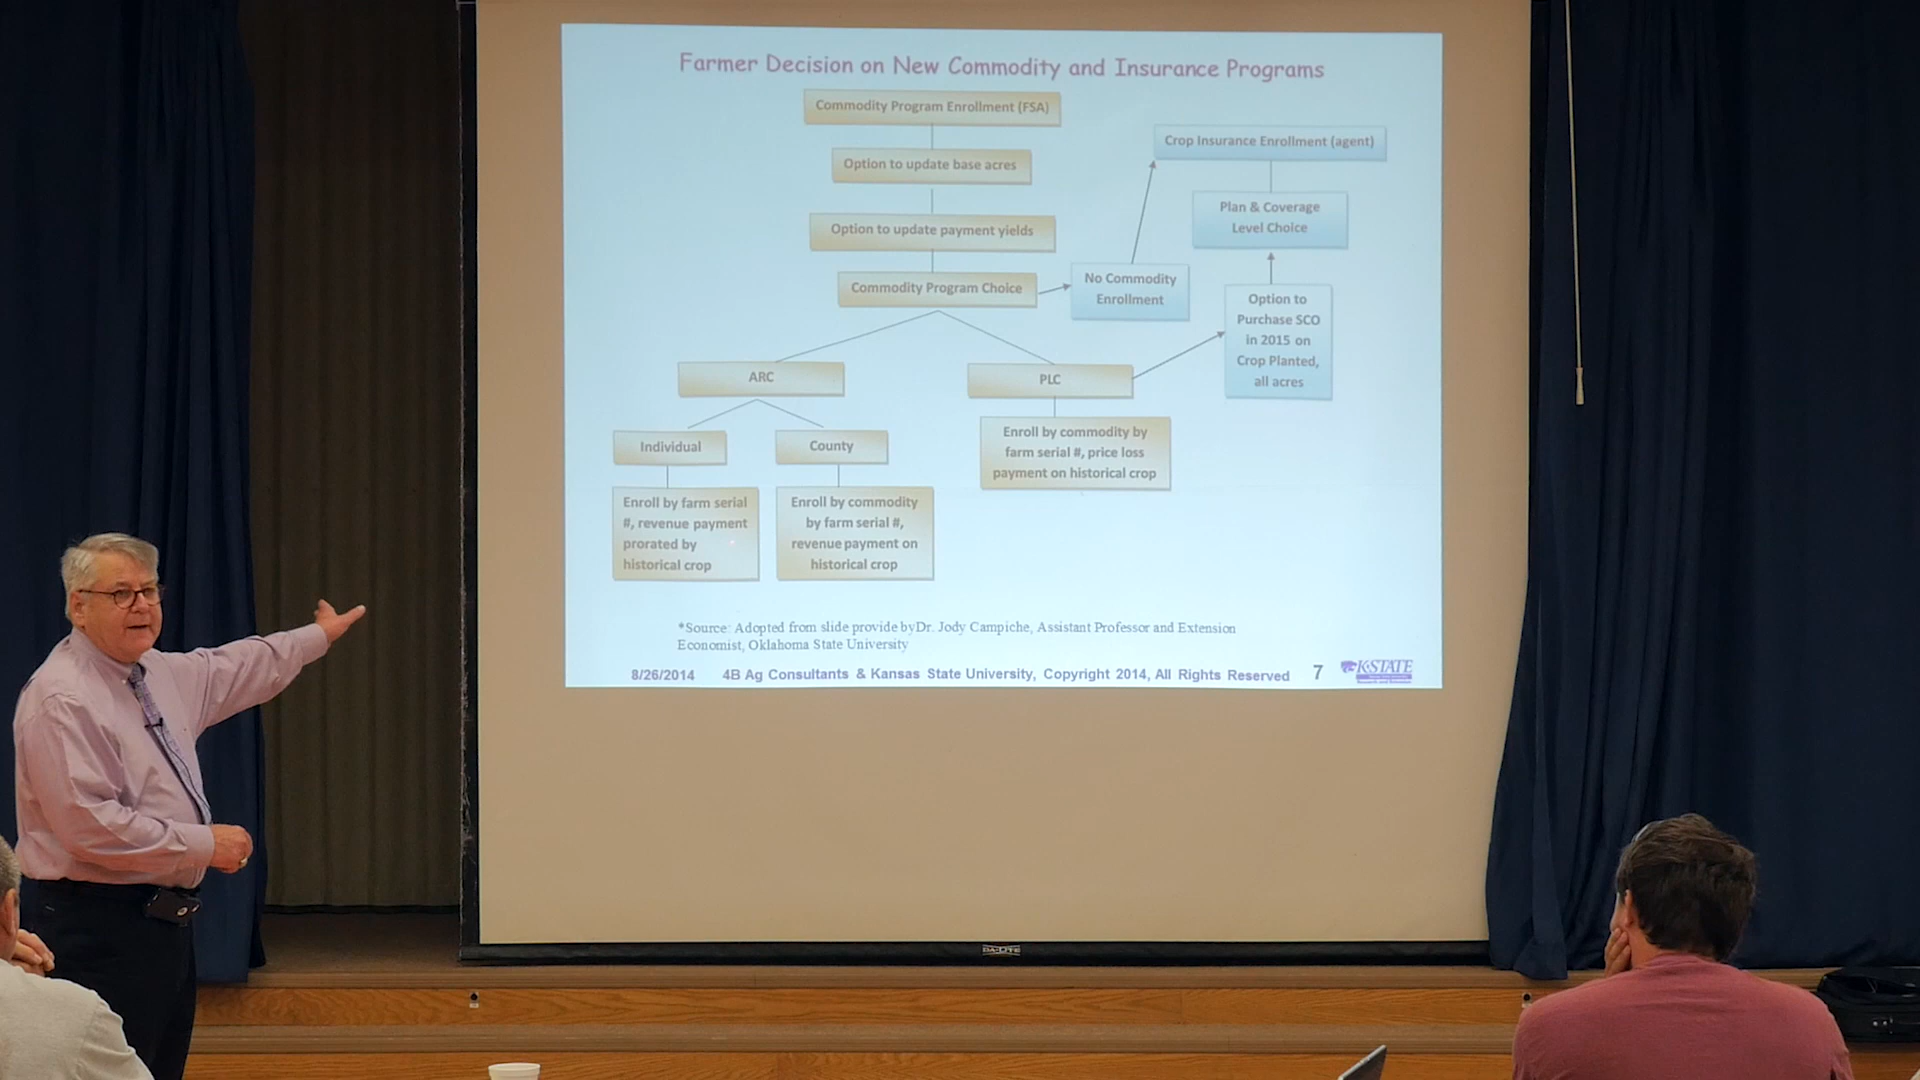 Farmer Decision on New Commodity and Insurance Programs
Commodity Program Enrollment (FSA)
Option to update base acres
Option to update payment yields
Commodity Program Choice
No Commodity
Enrollment
Crop Insurance Enrollment (agent)
Plan & Coverage
Level Choice
Option to
Purchase SCO
in 2015 on
Crop Planted,
all acres
ARC
PLC
Individual
County
Enroll by farm serial
#, revenue payment
prorated by
historical crop
Enroll by commodity
by farm serial #,
revenue payment on
historical crop
Enroll by commodity by
farm serial #, price loss
payment on historical crop
*Source: Adopted from slide provide byDr. Jody Campiche, Assistant Professor and Extension
Economist, Oklahoma State University
8/26/2014 4B Ag Consultants & Kansas State University, Copyright 2014, All Rights Reserved 7
K-STATE
DA-LITE